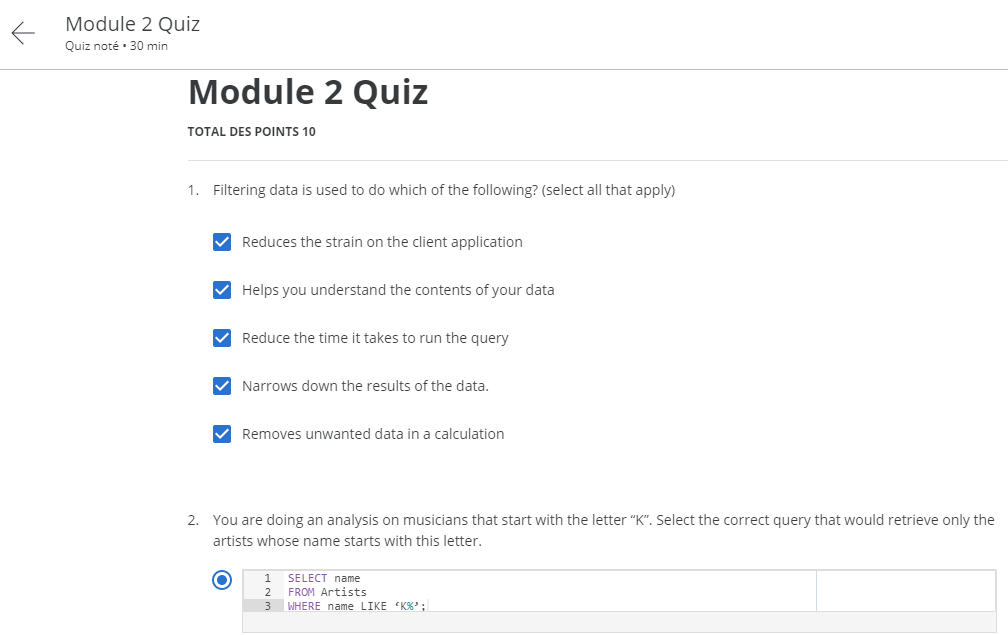 Module 2 Quiz
Quiz noté • 30 min
Module 2 Quiz
TOTAL DES POINTS 10
1. Filtering data is used to do which of the following? (select all that apply)
Reduces the strain on the client application
Helps you understand the contents of your data
Reduce the time it takes to run the query
Narrows down the results of the data.
Removes unwanted data in a calculation
2. You are doing an analysis on musicians that start with the letter “K”. Select the correct query that would retrieve only the
artists whose name starts with this letter.
1 SELECT name
2 FROM Artists
3 WHERE name LIKE ‘K%’;